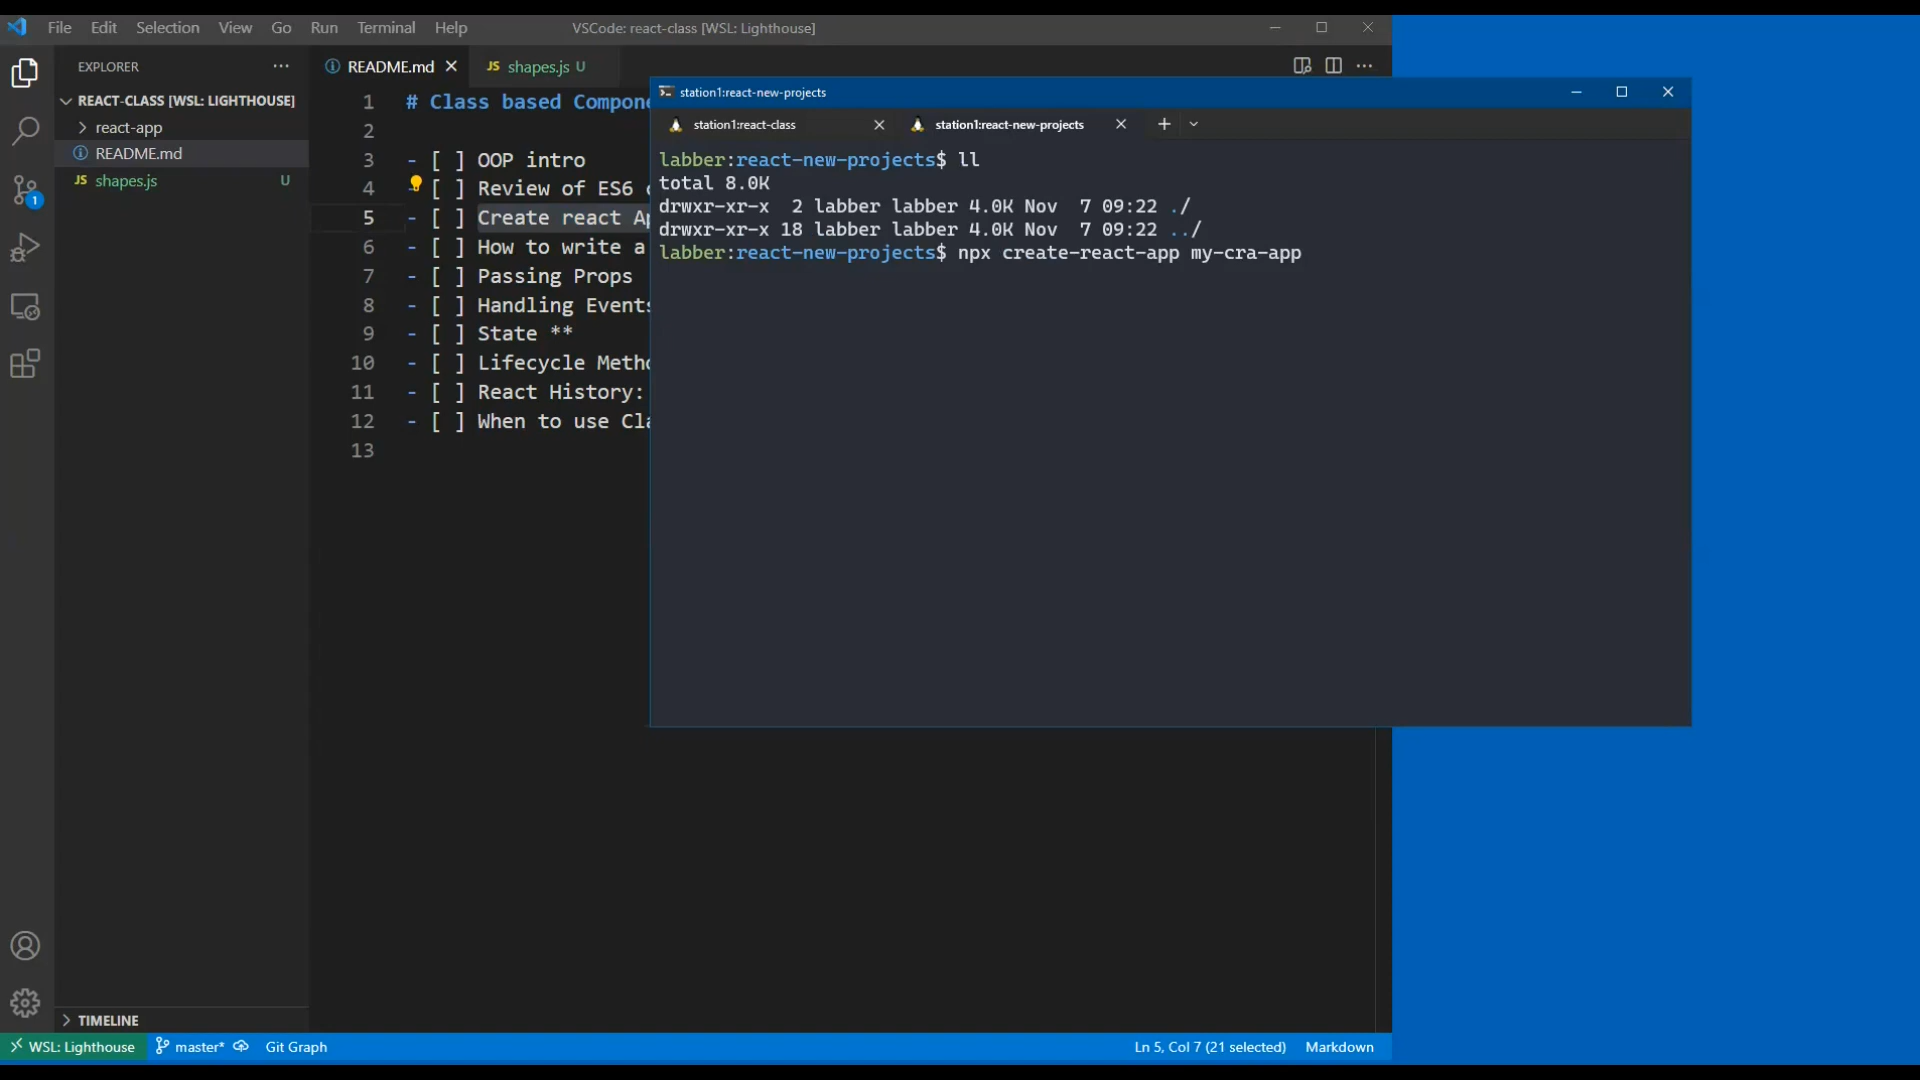 File Edit Selection View Go Run Terminal Help VSCode: react-class [WSL: Lighthouse]
EXPLORER ···
README.md
JS shapes.js U
REACT-CLASS [WSL: LIGHTHOUSE]
react-app
README.md
JS shapes.js U
1
1 # Class based Compone
2
3 - [ ] OOP intro
4 - [ ] Review of ES6
5 - [ ] Create react Ap
6 - [ ] How to write a
7 - [ ] Passing Props
8 - [ ] Handling Events
9 - [ ] State **
10 - [ ] Lifecycle Metho
11 - [ ] React History:
12 - [ ] When to use Cla
13
station1:react-new-projects
station1:react-class
station1:react-new-projects
labber:react-new-projects$ ll
total 8.0K
drwxr-xr-x  2 labber labber 4.0K Nov  7 09:22 ./
drwxr-xr-x 18 labber labber 4.0K Nov  7 09:22 ../
labber:react-new-projects$ npx create-react-app my-cra-app
TIMELINE
WSL: Lighthouse master* Git Graph Ln 5, Col 7 (21 selected) Markdown